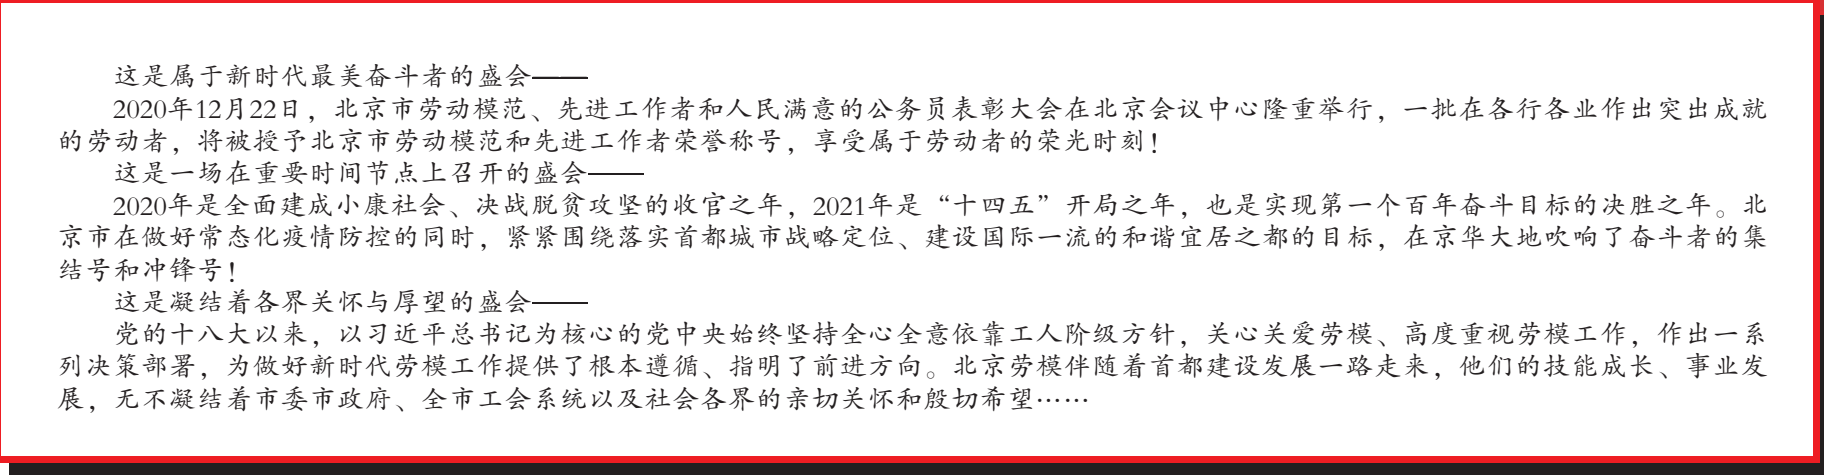 这是属于新时代最美奋斗者的盛会——
2020年12月22日，北京市劳动模范、先进工作者和人民满意的公务员表彰大会在北京会议中心隆重举行，一批在各行各业作出突出成就
的劳动者，将被授予北京市劳动模范和先进工作者荣誉称号，享受属于劳动者的荣光时刻！
这是一场在重要时间节点上召开的盛会——
2020年是全面建成小康社会、决战脱贫攻坚的收官之年，2021年是“十四五”开局之年，也是实现第一个百年奋斗目标的决胜之年。北
京市在做好常态化疫情防控的同时，紧紧围绕落实首都城市战略定位、建设国际一流的和谐宜居之都的目标，在京华大地吹响了奋斗者的集
结号和冲锋号！
这是凝结着各界关怀与厚望的盛会——
党的十八大以来，以习近平总书记为核心的党中央始终坚持全心全意依靠工人阶级方针，关心关爱劳模、高度重视劳模工作，作出一系
列决策部署，为做好新时代劳模工作提供了根本遵循、指明了前进方向。北京劳模伴随着首都建设发展一路走来，他们的技能成长、事业发
展，无不凝结着市委市政府、全市工会系统以及社会各界的亲切关怀和殷切希望……